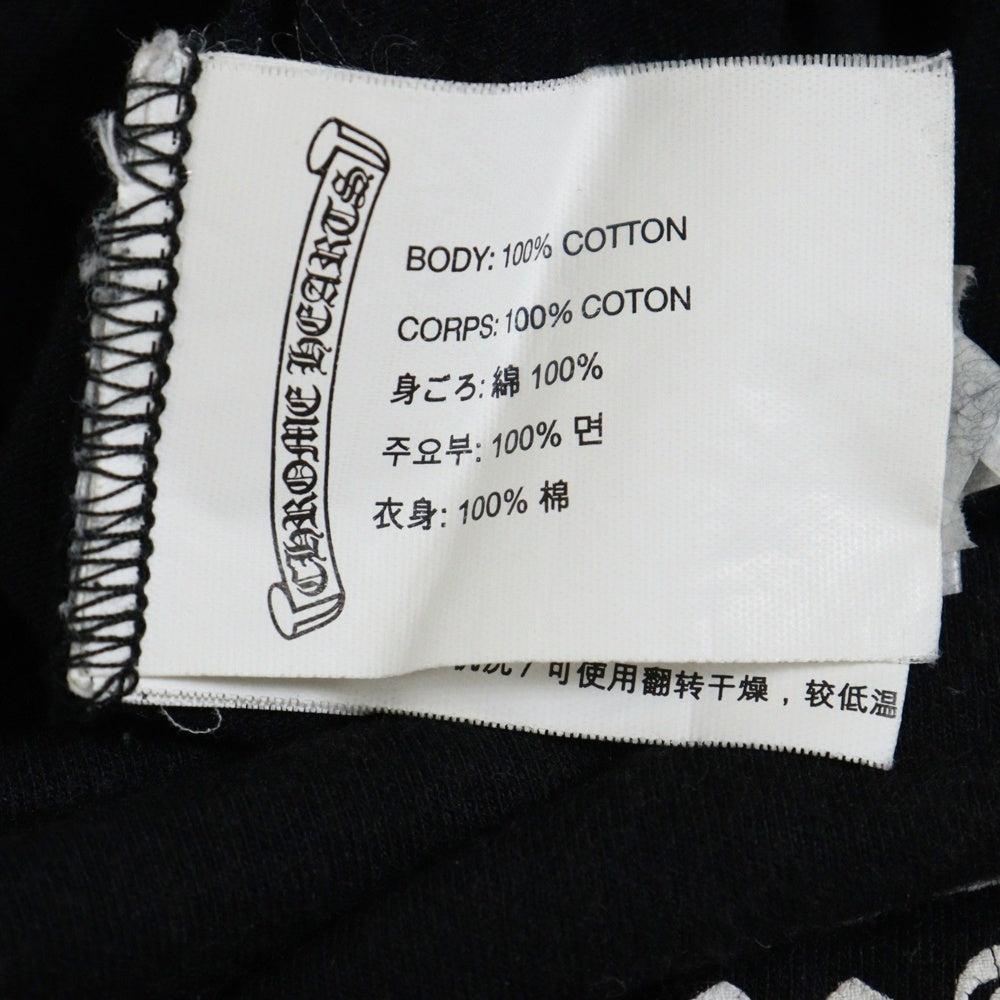 CHROME HEARTS
BODY: 100% COTTON
CORPS: 100% COTON
身ごろ: 綿 100%
주요부: 100% 면
衣身: 100% 棉
可使用翻转干燥，较低温